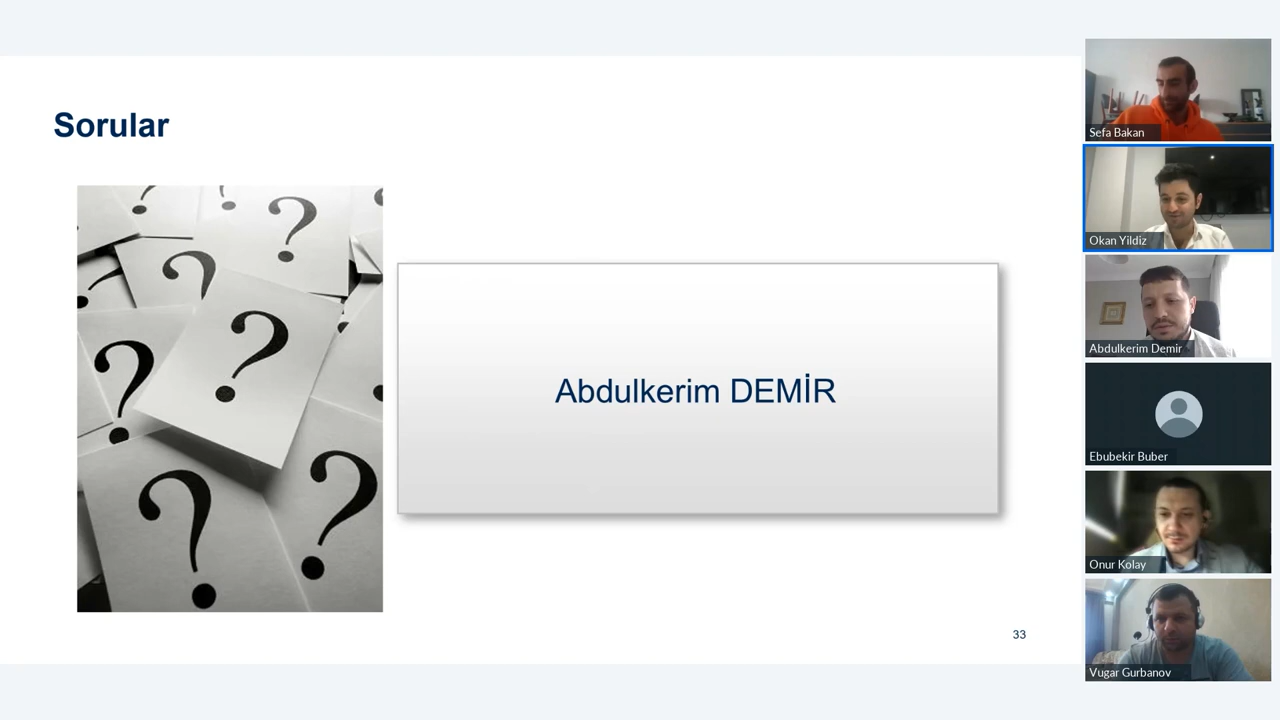 Sorular
Abdulkerim DEMİR
33
Sefa Bakan
Okan Yildiz
Abdulkerim Demir
Ebubekir Buber
Onur Kolay
Vugar Gurbanov